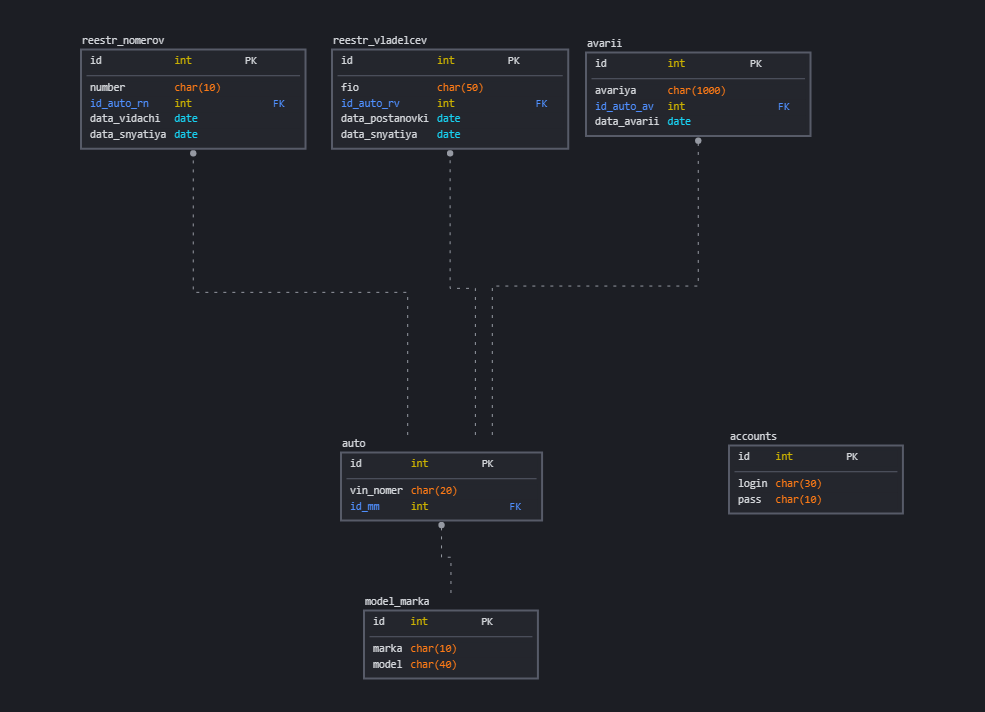 reestr_nomerov
id int PK
number char(10)
id_auto_rn int FK
data_vidachi date
data_snyatiya date
reestr_vladelcev
id int PK
fio char(50)
id_auto_rv int FK
data_postanovki date
data_snyatiya date
avarii
id int PK
avariya char(1000)
id_auto_av int FK
data_avarii date
auto
id int PK
vin_nomer char(20)
id_mm int FK
accounts
id int PK
login char(30)
pass char(10)
model_marka
id int PK
marka char(10)
model char(40)